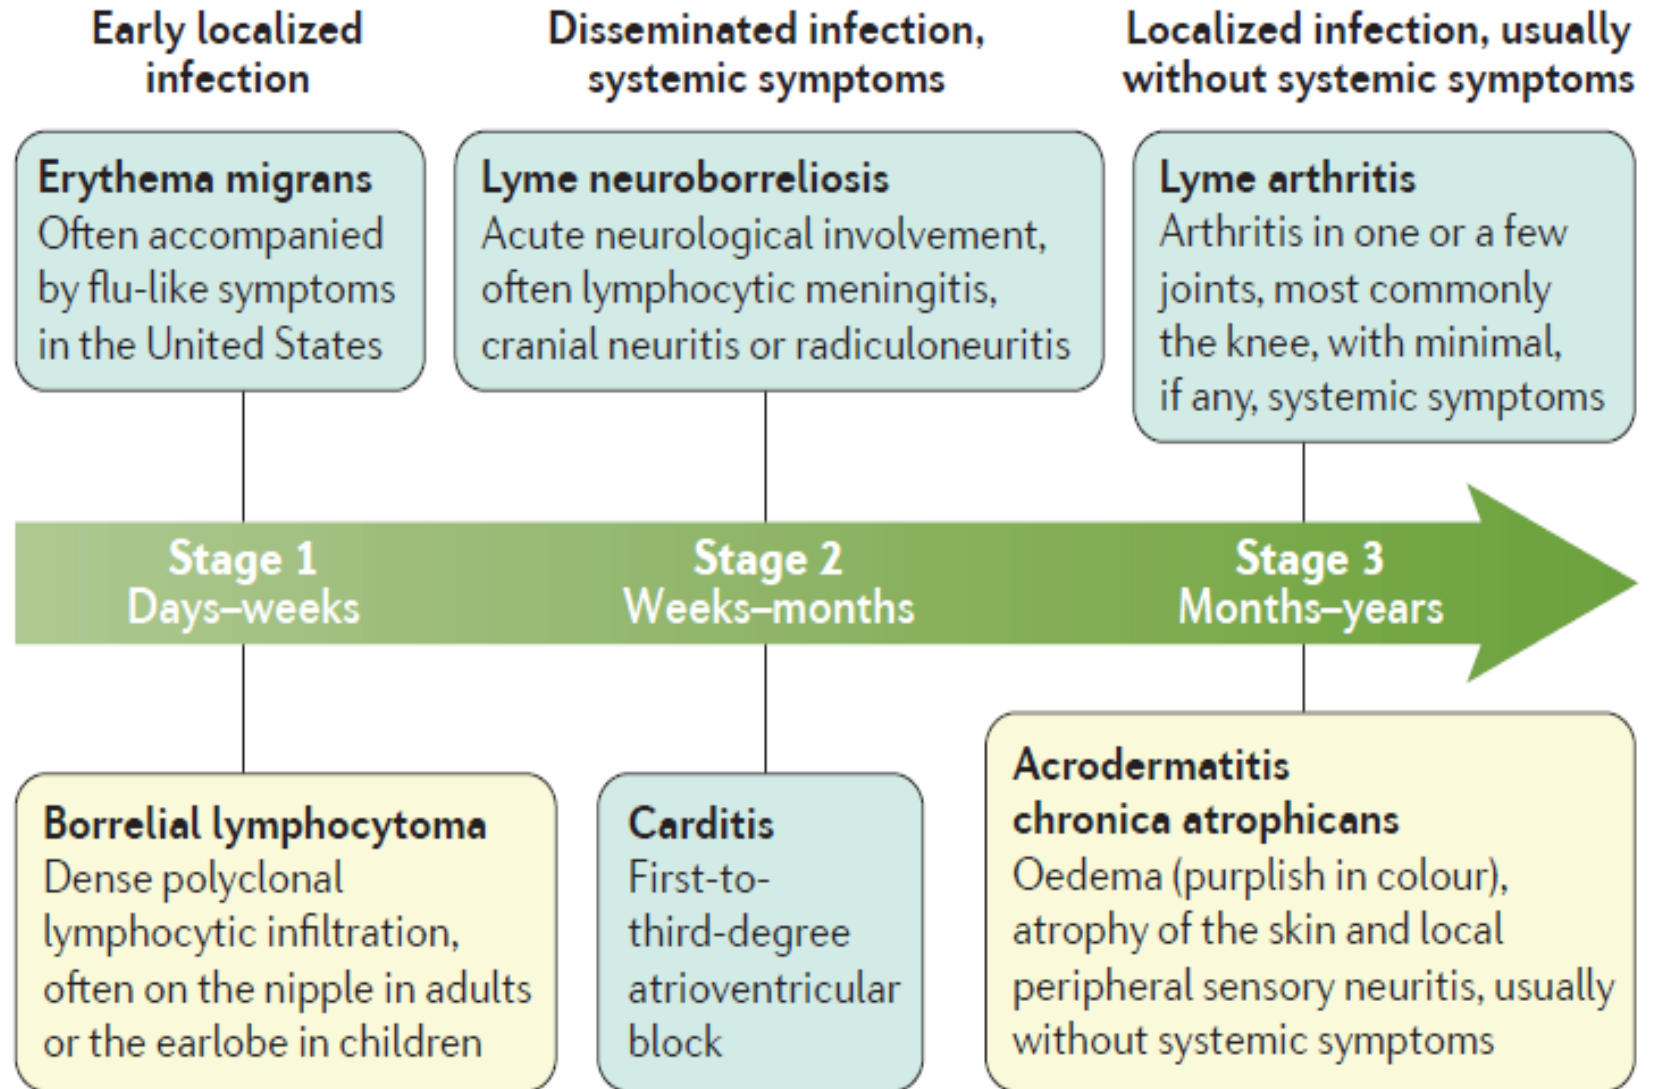 Early localized
infection
Disseminated infection,
systemic symptoms
Localized infection, usually
without systemic symptoms
Erythema migrans
Often accompanied
by flu-like symptoms
in the United States
Lyme neuroborreliosis
Acute neurological involvement,
often lymphocytic meningitis,
cranial neuritis or radiculoneuritis
Lyme arthritis
Arthritis in one or a few
joints, most commonly
the knee, with minimal,
if any, systemic symptoms
Stage 1
Days–weeks
Stage 2
Weeks–months
Stage 3
Months–years
Borrelial lymphocytoma
Dense polyclonal
lymphocytic infiltration,
often on the nipple in adults
or the earlobe in children
Carditis
First-to-
third-degree
atrioventricular
block
Acrodermatitis
chronica atrophicans
Oedema (purplish in colour),
atrophy of the skin and local
peripheral sensory neuritis, usually
without systemic symptoms